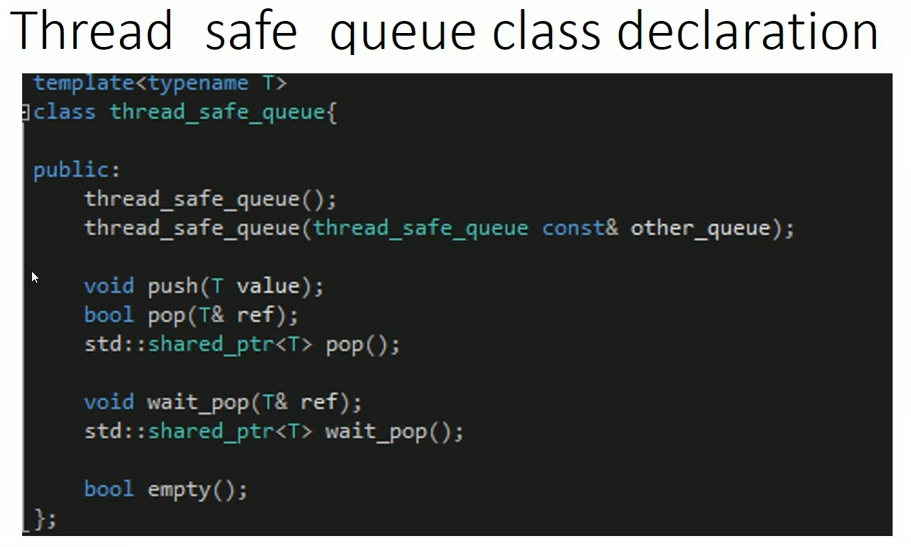 Thread safe queue class declaration
template<typename T>
class thread_safe_queue{
public:
thread_safe_queue();
thread_safe_queue(thread_safe_queue const& other_queue);
void push(T value);
bool pop(T& ref);
std::shared_ptr<T> pop();
void wait_pop(T& ref);
std::shared_ptr<T> wait_pop();
bool empty();
};